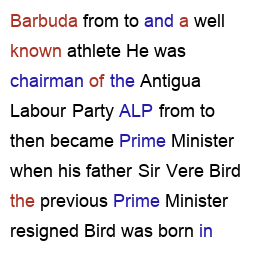 Barbuda from to and a well
known athlete He was
chairman of the Antigua
Labour Party ALP from to
then became Prime Minister
when his father Sir Vere Bird
the previous Prime Minister
resigned Bird was born in